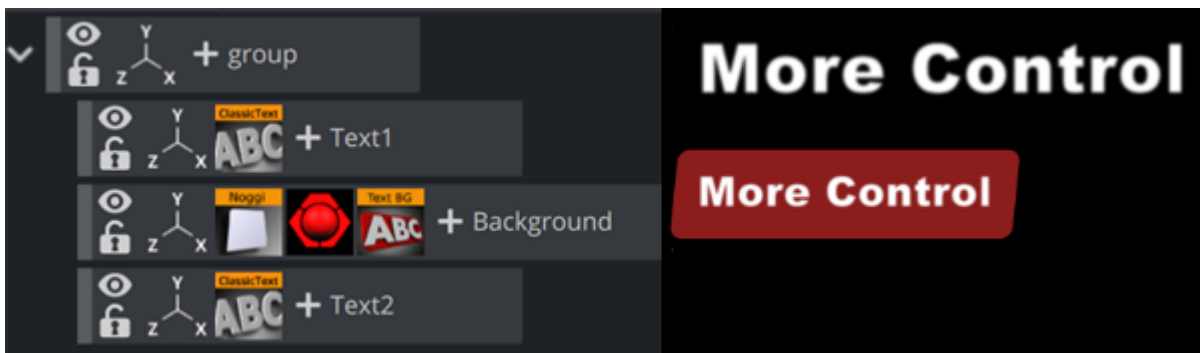 Y
Z X
group
ClassicText
Y
ABC
Z X
Text1
Noggi
Text BG
Y
ABC
Z X
Background
ClassicText
Y
ABC
Z X
Text2
More Control
More Control